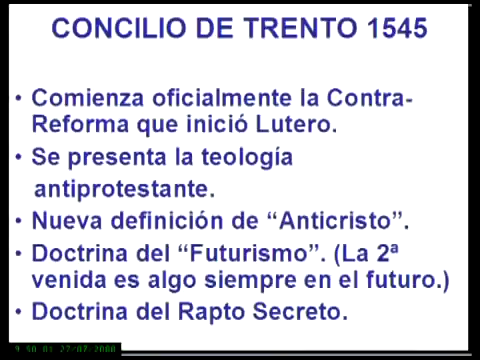 CONCILIO DE TRENTO 1545
• Comienza oficialmente la Contra-
Reforma que inició Lutero.
• Se presenta la teología
antiprotestante.
• Nueva definición de “Anticristo”.
• Doctrina del “Futurismo”. (La 2ª
venida es algo siempre en el futuro.)
• Doctrina del Rapto Secreto.